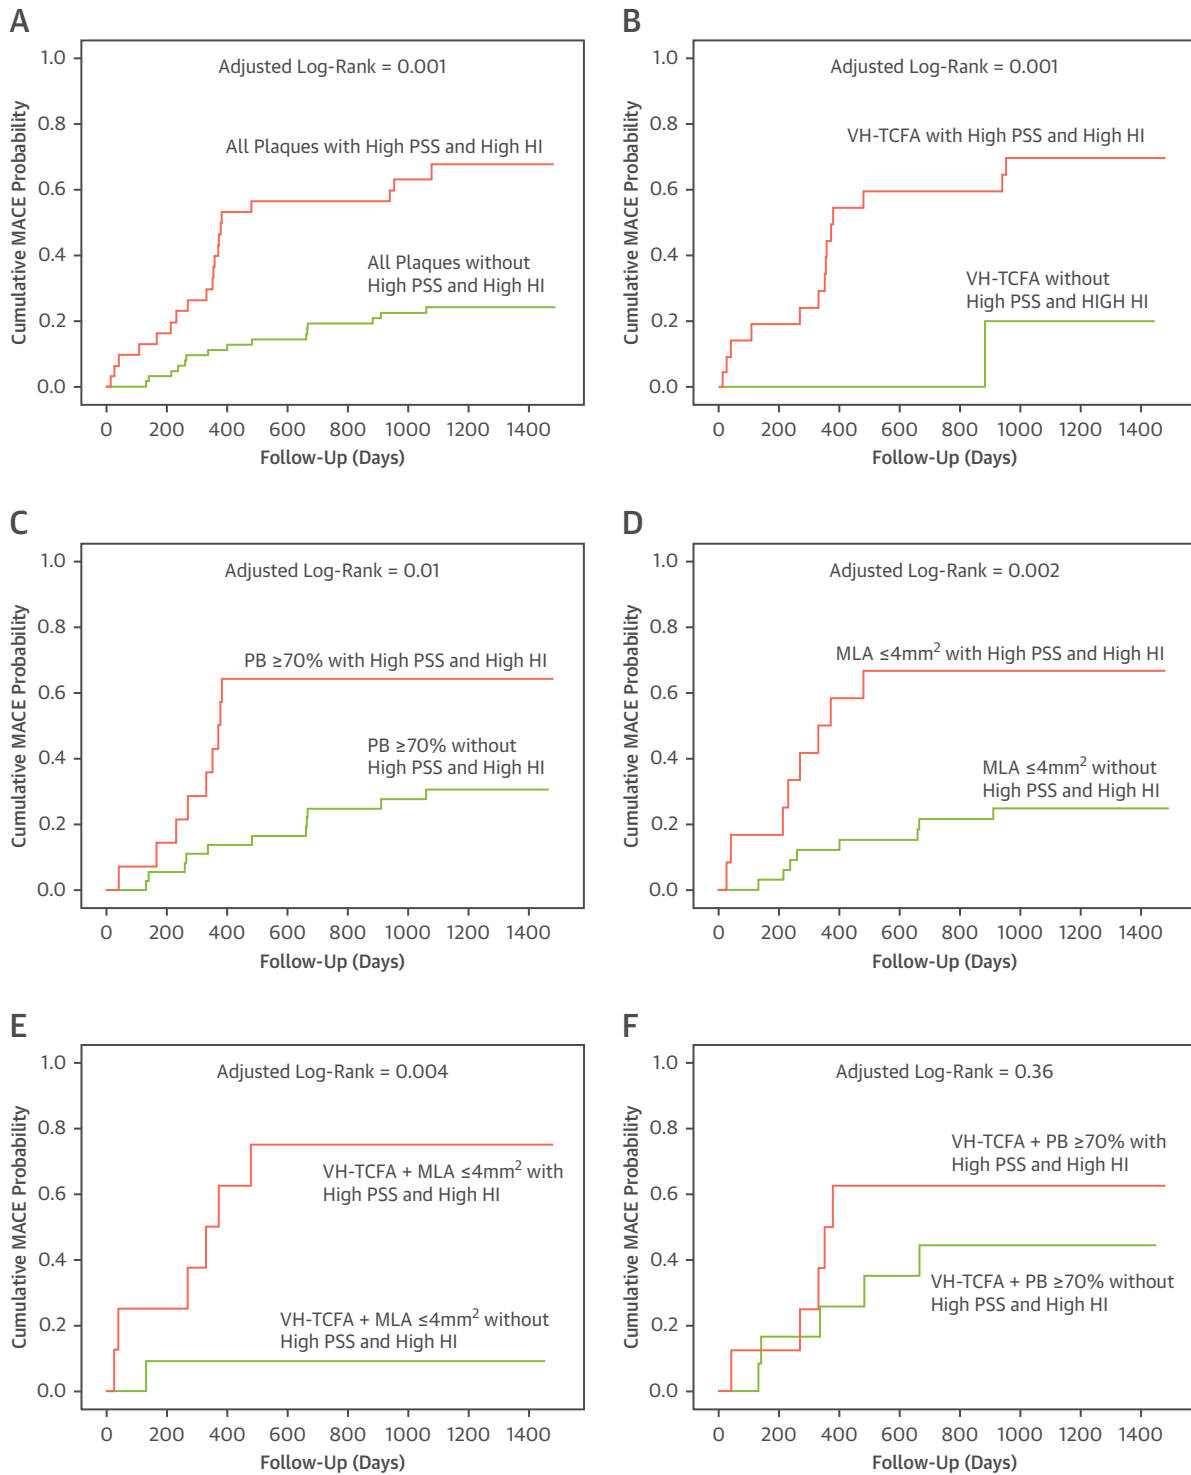 A
Adjusted Log-Rank = 0.001
All Plaques with High PSS and High HI
All Plaques without
High PSS and High HI
Cumulative MACE Probability
1.0
0.8
0.6
0.4
0.2
0.0
0 200 400 600 800 1000 1200 1400
Follow-Up (Days)
B
Adjusted Log-Rank = 0.001
VH-TCFA with High PSS and High HI
VH-TCFA without
High PSS and HIGH HI
Cumulative MACE Probability
1.0
0.8
0.6
0.4
0.2
0.0
0 200 400 600 800 1000 1200 1400
Follow-Up (Days)
C
Adjusted Log-Rank = 0.01
PB ≥70% with High PSS and High HI
PB ≥70% without
High PSS and High HI
Cumulative MACE Probability
1.0
0.8
0.6
0.4
0.2
0.0
0 200 400 600 800 1000 1200 1400
Follow-Up (Days)
D
Adjusted Log-Rank = 0.002
MLA ≤4mm² with High PSS and High HI
MLA ≤4mm² without
High PSS and High HI
Cumulative MACE Probability
1.0
0.8
0.6
0.4
0.2
0.0
0 200 400 600 800 1000 1200 1400
Follow-Up (Days)
E
Adjusted Log-Rank = 0.004
VH-TCFA + MLA ≤4mm² with
High PSS and High HI
VH-TCFA + MLA ≤4mm² without
High PSS and High HI
Cumulative MACE Probability
1.0
0.8
0.6
0.4
0.2
0.0
0 200 400 600 800 1000 1200 1400
Follow-Up (Days)
F
Adjusted Log-Rank = 0.36
VH-TCFA + PB ≥70% with
High PSS and High HI
VH-TCFA + PB ≥70% without
High PSS and High HI
Cumulative MACE Probability
1.0
0.8
0.6
0.4
0.2
0.0
0 200 400 600 800 1000 1200 1400
Follow-Up (Days)